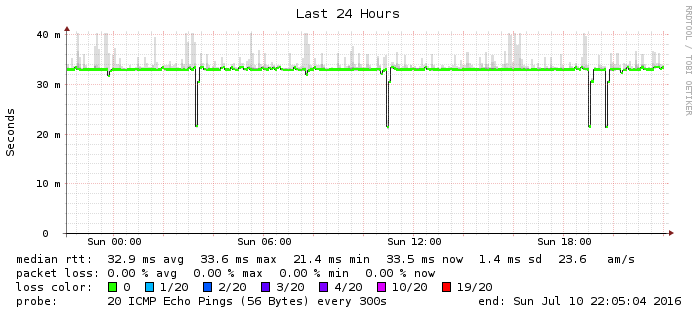 Last 24 Hours
RRDTOOL / TOBI OETIKER
Seconds
40 m
30 m
20 m
10 m
0
Sun 00:00 Sun 06:00 Sun 12:00 Sun 18:00
median rtt: 32.9 ms avg 33.6 ms max 21.4 ms min 33.5 ms now 1.4 ms sd 23.6 am/s
packet loss: 0.00 % avg 0.00 % max 0.00 % min 0.00 % now
loss color: 0 1/20 2/20 3/20 4/20 10/20 19/20
probe: 20 ICMP Echo Pings (56 Bytes) every 300s end: Sun Jul 10 22:05:04 2016